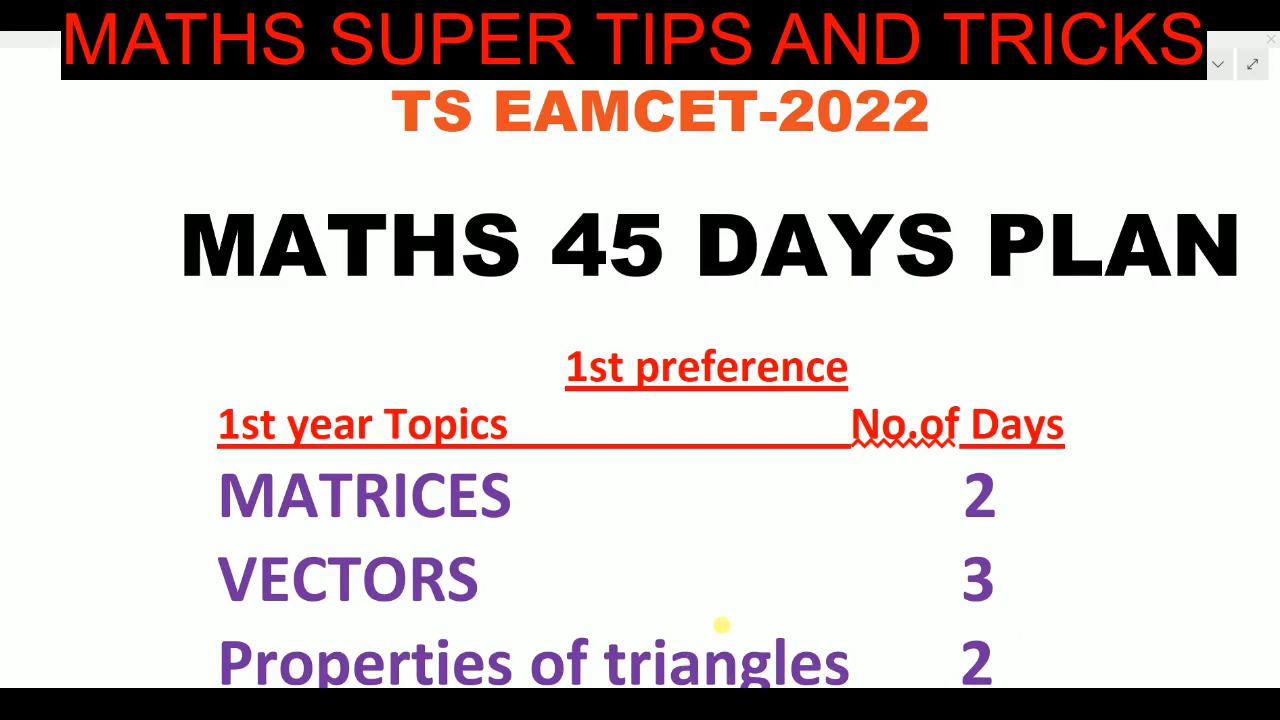 MATHS SUPER TIPS AND TRICKS
TS EAMCET-2022
MATHS 45 DAYS PLAN
1st preference
1st year Topics No.of Days
MATRICES 2
VECTORS 3
Properties of triangles 2